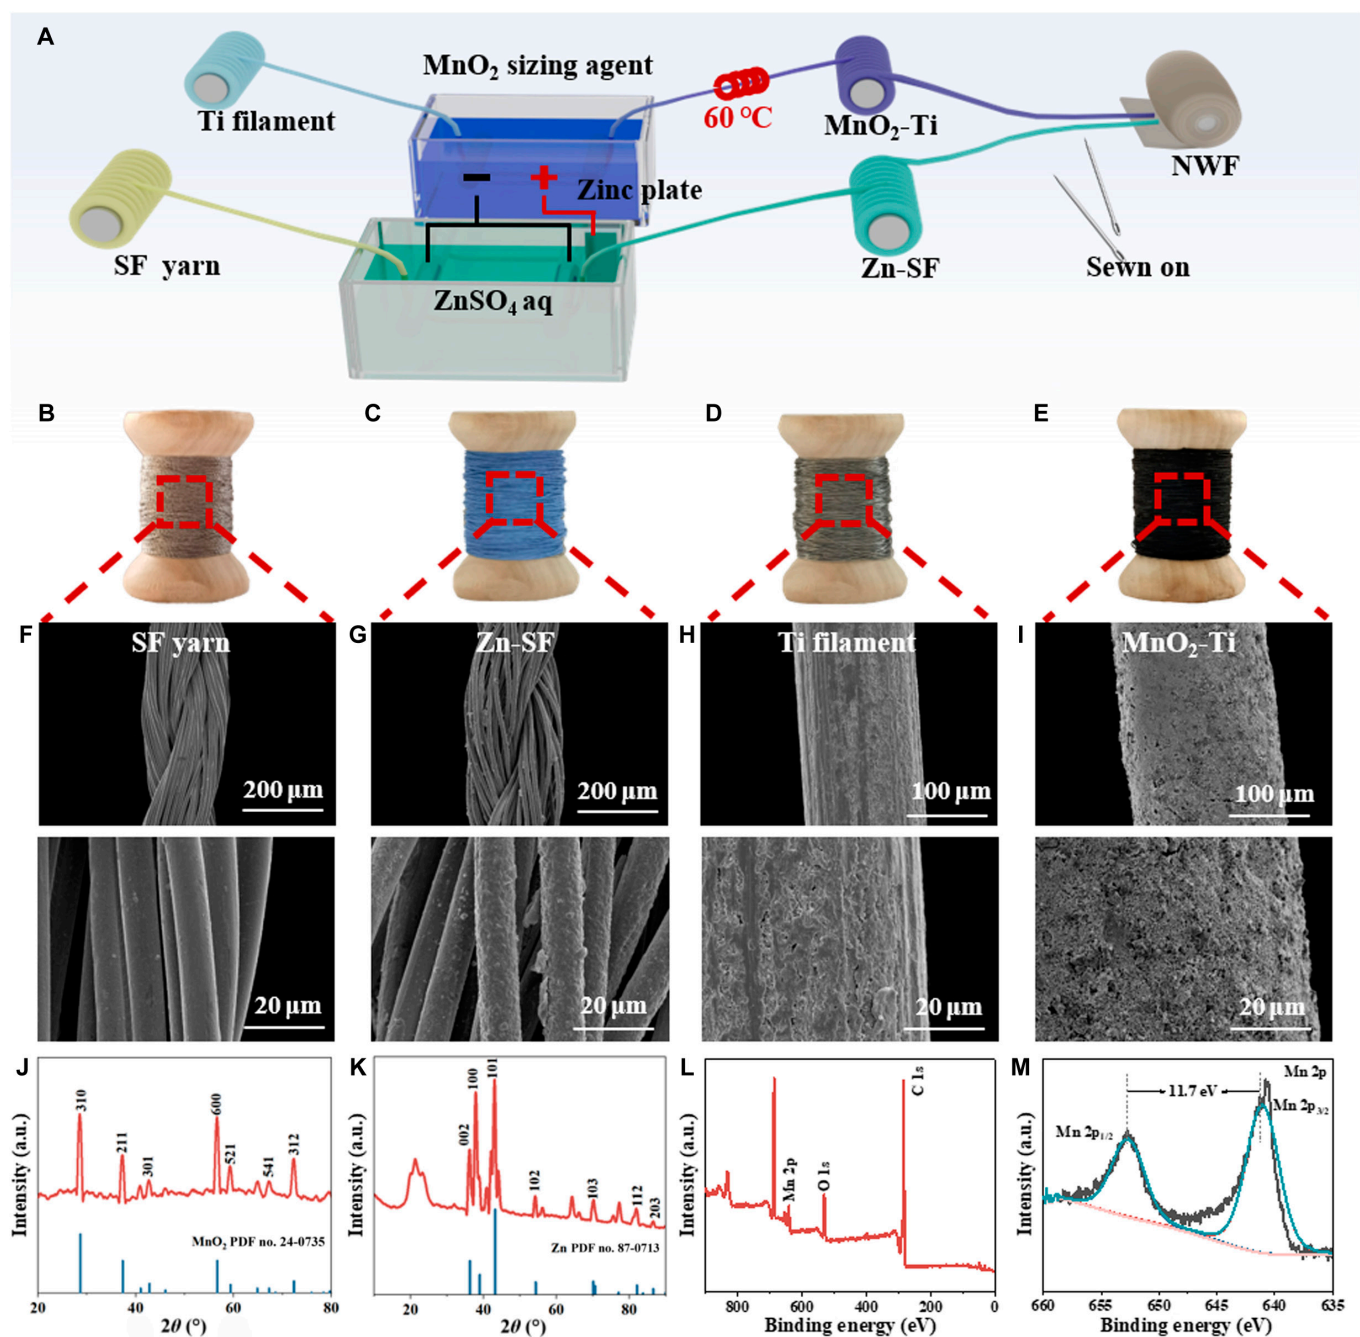 A
Ti filament
MnO₂ sizing agent
60 °C
MnO₂-Ti
NWF
SF yarn
− + Zinc plate
ZnSO₄ aq
Zn-SF
Sewn on
B C D E
F SF yarn
200 µm
20 µm
G Zn-SF
200 µm
20 µm
H Ti filament
100 µm
20 µm
I MnO₂-Ti
100 µm
20 µm
J
Intensity (a.u.)
310
211
301
600
521
541
312
MnO₂ PDF no. 24-0735
20 40 60 80
2θ (°)
K
Intensity (a.u.)
002
100
101
102
103
112
203
Zn PDF no. 87-0713
20 40 60 80
2θ (°)
L
Intensity (a.u.)
Mn 2p
O 1s
C 1s
800 600 400 200 0
Binding energy (eV)
M
Intensity (a.u.)
Mn 2p
11.7 eV
Mn 2p₃/₂
Mn 2p₁/₂
660 655 650 645 640 635
Binding energy (eV)